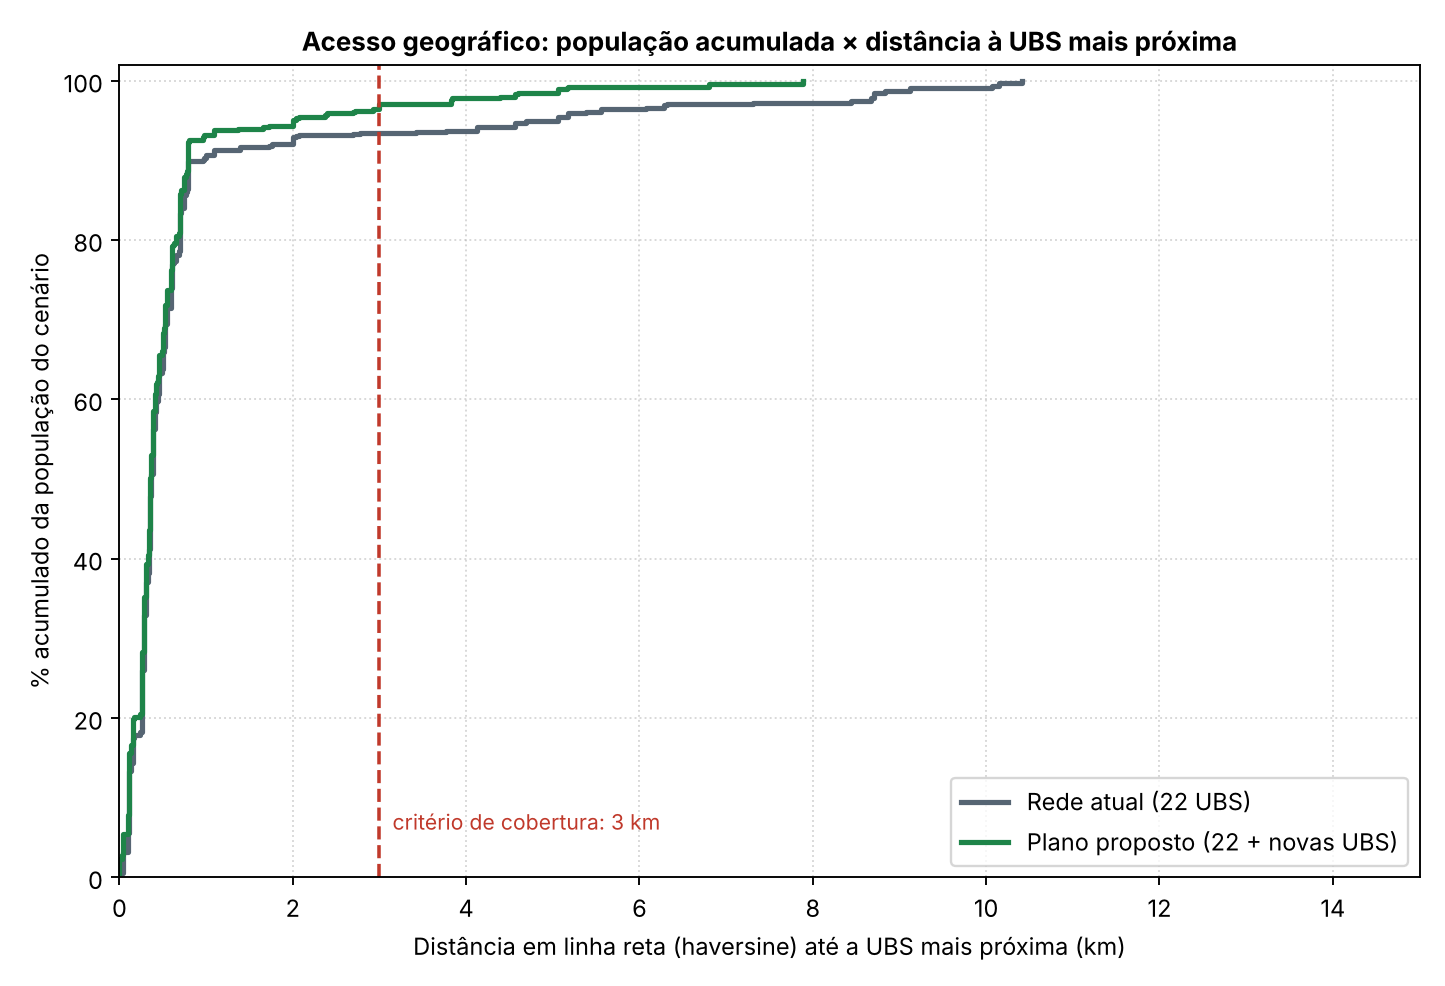 Acesso geográfico: população acumulada × distância à UBS mais próxima
% acumulado da população do cenário
100
80
60
40
20
0
critério de cobertura: 3 km
Rede atual (22 UBS)
Plano proposto (22 + novas UBS)
0 2 4 6 8 10 12 14
Distância em linha reta (haversine) até a UBS mais próxima (km)